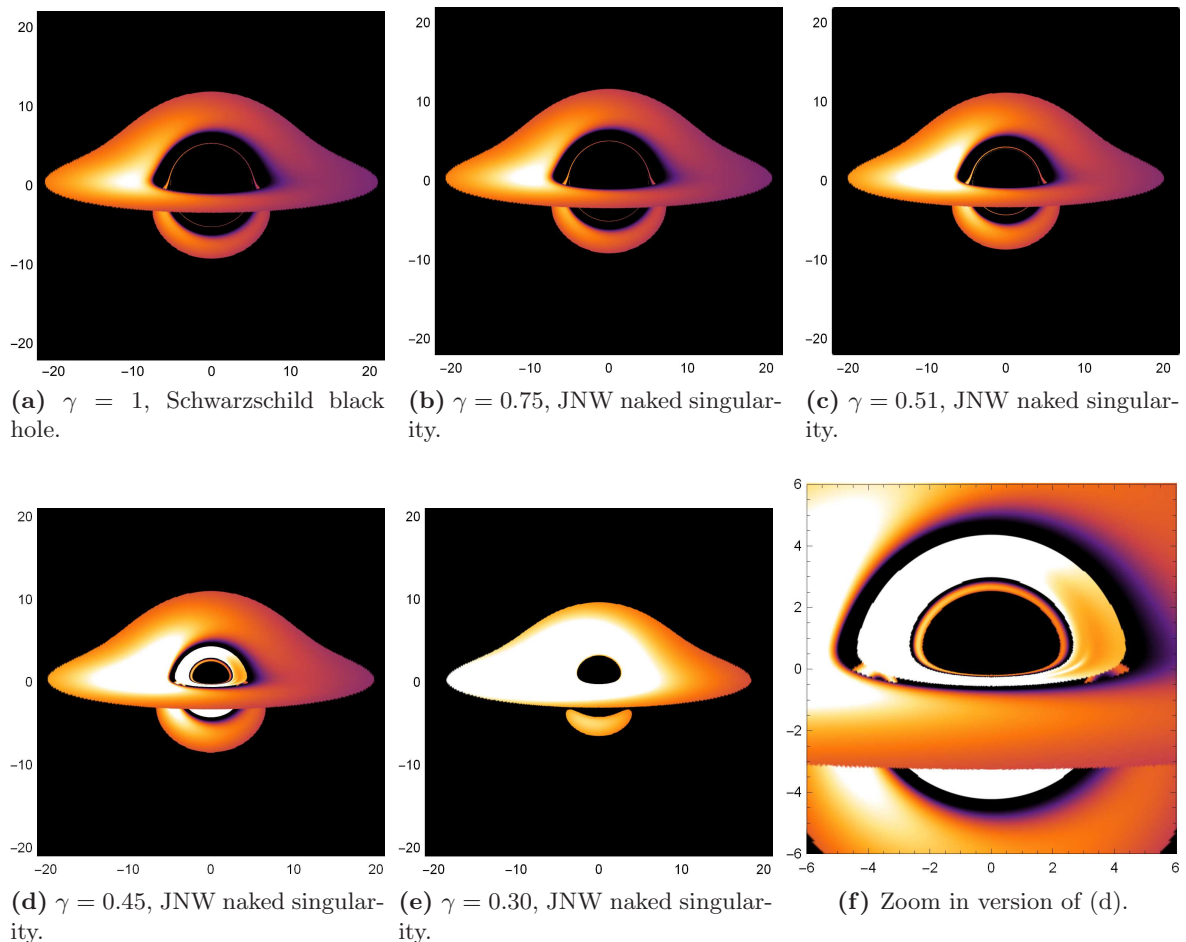 20
10
0
−10
−20
−20 −10 0 10 20
(a) γ = 1, Schwarzschild black
hole.
20
10
0
−10
−20
−20 −10 0 10 20
(b) γ = 0.75, JNW naked singular-
ity.
20
10
0
−10
−20
−20 −10 0 10 20
(c) γ = 0.51, JNW naked singular-
ity.
20
10
0
−10
−20
−20 −10 0 10 20
(d) γ = 0.45, JNW naked singular-
ity.
20
10
0
−10
−20
−20 −10 0 10 20
(e) γ = 0.30, JNW naked singular-
ity.
6
4
2
0
−2
−4
−6
−6 −4 −2 0 2 4 6
(f) Zoom in version of (d).